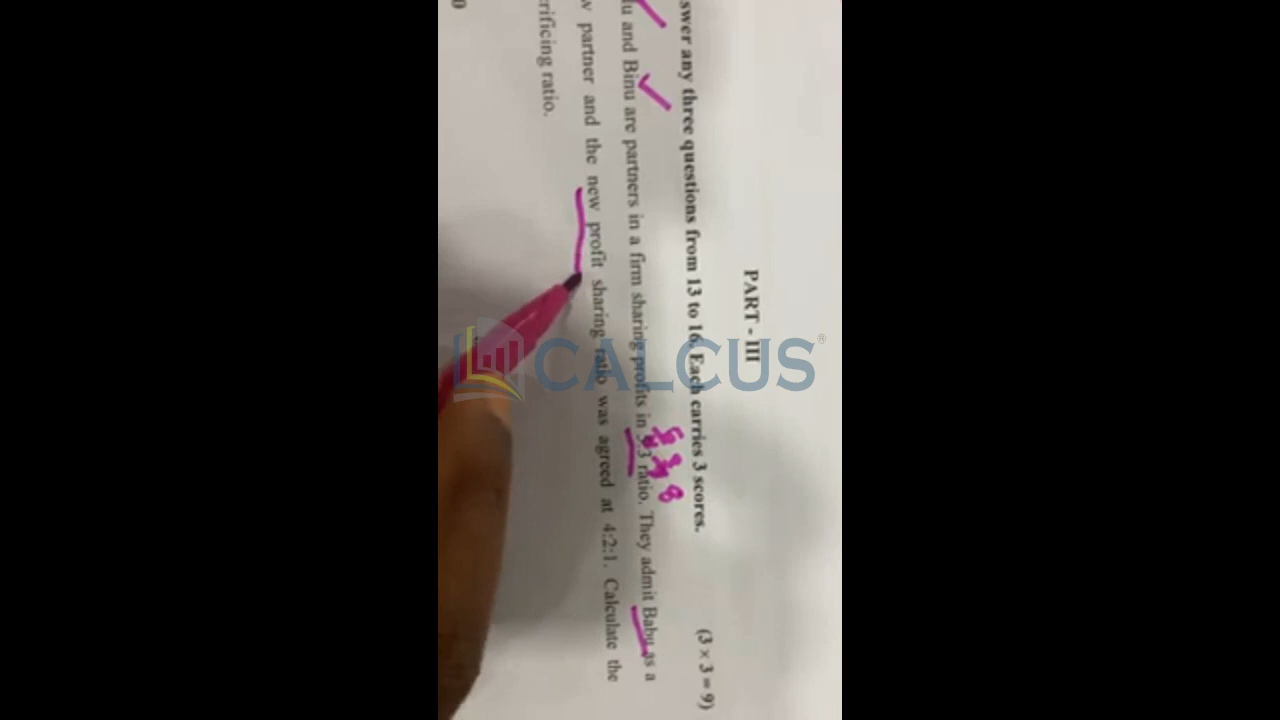 PART - III
swer any three questions from 13 to 16. Each carries 3 scores. (3 × 3 = 9)
u and Binu are partners in a firm sharing profits in 5:3 ratio. They admit Babu as a
w partner and the new profit sharing ratio was agreed at 4:2:1. Calculate the
crificing ratio.
CALCUS®